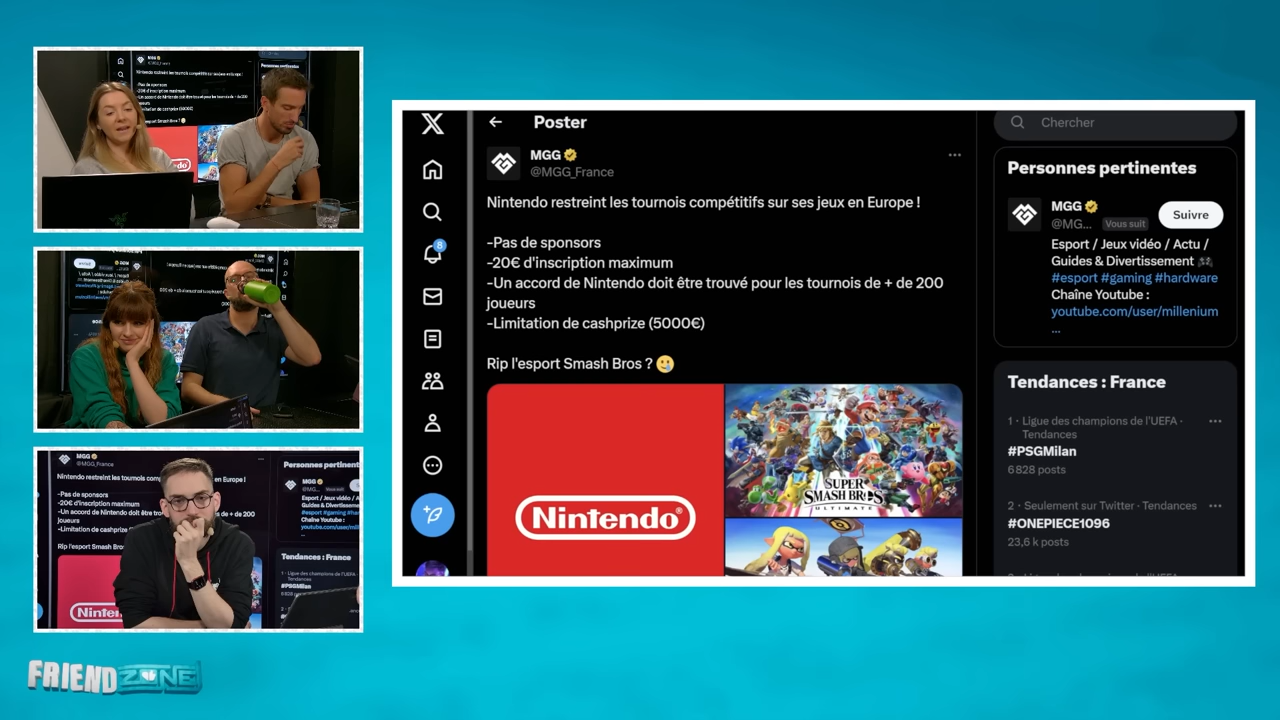 Poster
MGG
@MGG_France
Nintendo restreint les tournois compétitifs sur ses jeux en Europe !
-Pas de sponsors
-20€ d'inscription maximum
-Un accord de Nintendo doit être trouvé pour les tournois de + de 200
joueurs
-Limitation de cashprize (5000€)
Rip l'esport Smash Bros ?
Nintendo
SUPER
SMASH BROS
ULTIMATE
8
Chercher
Personnes pertinentes
MGG
@MG... Vous suit
Suivre
Esport / Jeux vidéo / Actu /
Guides & Divertissement
#esport #gaming #hardware
Chaîne Youtube :
youtube.com/user/millenium
...
Tendances : France
1 · Ligue des champions de l'UEFA ·
Tendances
#PSGMilan
6 828 posts
2 · Seulement sur Twitter · Tendances
#ONEPIECE1096
23,6 k posts
FRIENDZONE